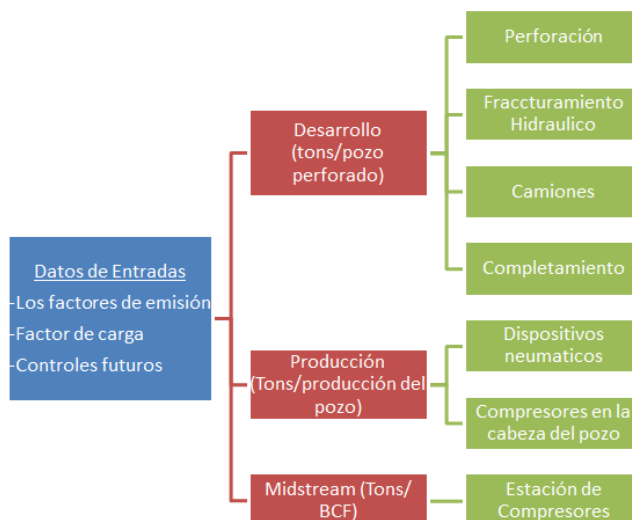 Datos de Entradas
-Los factores de emisión
-Factor de carga
-Controles futuros
Desarrollo
(tons/pozo
perforado)
Perforación
Fraccturamiento
Hidraulico
Camiones
Completamiento
Producción
(Tons/producción del
pozo)
Dispositivos
neumaticos
Compresores en la
cabeza del pozo
Midstream (Tons/
BCF)
Estación de
Compresores